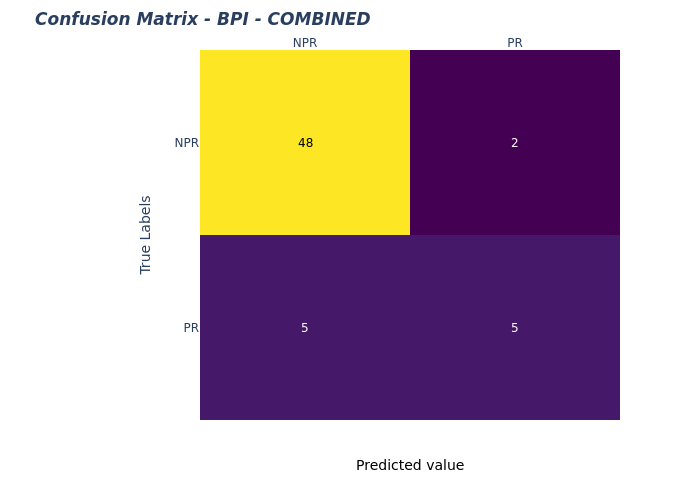 Confusion Matrix - BPI - COMBINED
NPR PR
NPR 48 2
True Labels
PR 5 5
Predicted value